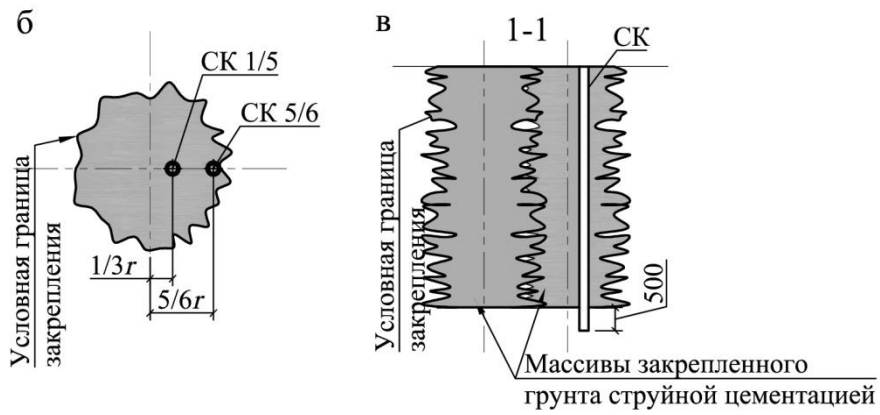 б
СК 1/5
СК 5/6
Условная граница
закрепления
1/3r
5/6r
в
1-1
СК
Условная граница
закрепления
500
Массивы закрепленного
грунта струйной цементацией